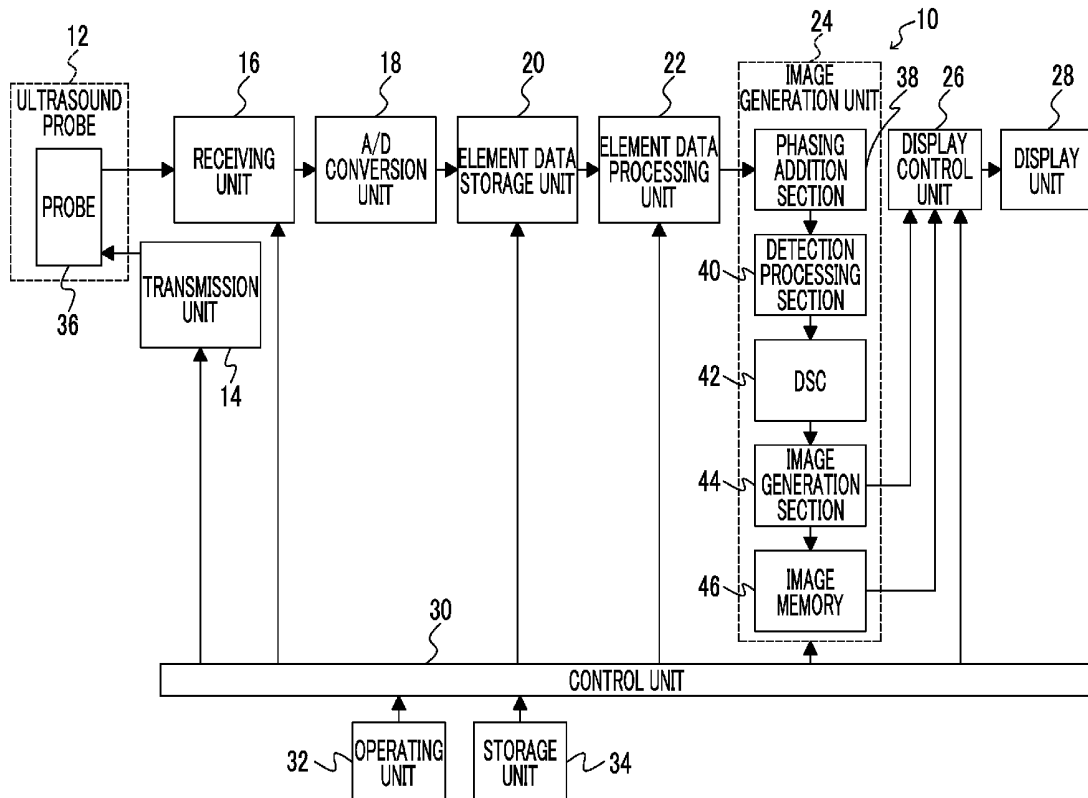 12
16
18
20
22
24
10
ULTRASOUND
PROBE
IMAGE
GENERATION UNIT
38
26
28
RECEIVING
UNIT
A/D
CONVERSION
UNIT
ELEMENT DATA
STORAGE UNIT
ELEMENT DATA
PROCESSING
UNIT
PHASING
ADDITION
SECTION
DISPLAY
CONTROL
UNIT
DISPLAY
UNIT
PROBE
TRANSMISSION
UNIT
36
14
40
DETECTION
PROCESSING
SECTION
42
DSC
44
IMAGE
GENERATION
SECTION
46
IMAGE
MEMORY
30
CONTROL UNIT
32
OPERATING
UNIT
STORAGE
UNIT
34